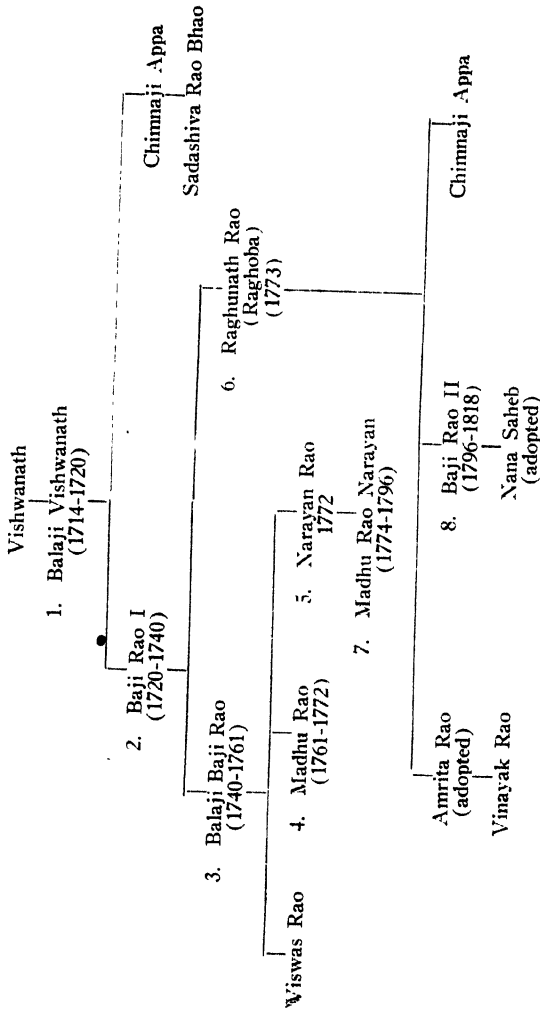 Vishwanath
1. Balaji Vishwanath
(1714-1720)
2. Baji Rao I
(1720-1740)
Chimnaji Appa
Sadashiva Rao Bhao
3. Balaji Baji Rao
(1740-1761)
6. Raghunath Rao
(Raghoba)
(1773)
Viswas Rao
4. Madhu Rao
(1761-1772)
5. Narayan Rao
1772
7. Madhu Rao Narayan
(1774-1796)
Amrita Rao
(adopted)
Vinayak Rao
8. Baji Rao II
(1796-1818)
Nana Saheb
(adopted)
Chimnaji Appa